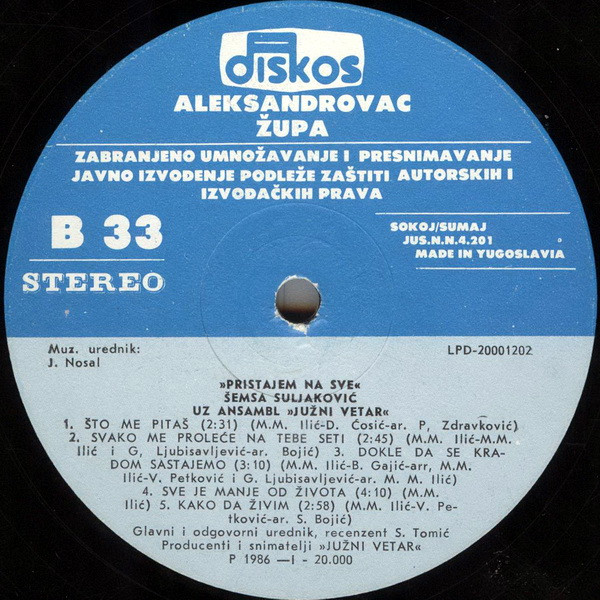 diskos
ALEKSANDROVAC
ŽUPA
ZABRANJENO UMNOŽAVANJE I PRESNIMAVANJE
JAVNO IZVOĐENJE PODLEŽE ZAŠTITI AUTORSKIH I
IZVOĐAČKIH PRAVA
B 33
STEREO
SOKOJ/SUMAJ
JUS.N.N.4.201
MADE IN YUGOSLAVIA
Muz. urednik:
J. Nosal
LPD-20001202
»PRISTAJEM NA SVE«
ŠEMSA SULJAKOVIĆ
UZ ANSAMBL »JUŽNI VETAR«
1. ŠTO ME PITAŠ (2:31) (M.M. Ilić-D. Ćosić-ar. P, Zdravković)
2. SVAKO ME PROLEĆE NA TEBE SETI (2:45) (M.M. Ilić-M.M.
Ilić i G, Ljubisavljević-ar. Bojić) 3. DOKLE DA SE KRA-
DOM SASTAJEMO (3:10) (M.M. Ilić-B. Gajić-arr, M.M.
Ilić-V. Petković i G. Ljubisavljević-ar. M. M. Ilić)
4. SVE JE MANJE OD ŽIVOTA (4:10) (M.M.
Ilić) 5. KAKO DA ŽIVIM (2:58) (M.M. Ilić-V. Pe-
tković-ar. S. Bojić)
Glavni i odgovorni urednik, recenzent S. Tomić
Producenti i snimatelji »JUŽNI VETAR«
P 1986 —I - 20.000